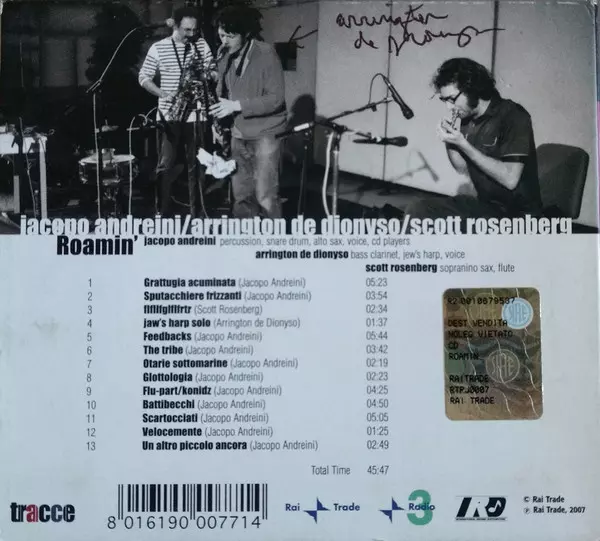 arrington
de dionyso
jacopo andreini/arrington de dionyso/scott rosenberg
Roamin' jacopo andreini percussion, snare drum, alto sax, voice, cd players
arrington de dionyso bass clarinet, jew's harp, voice
scott rosenberg sopranino sax, flute
1 Grattugia acuminata (Jacopo Andreini) 05:23
2 Sputacchiere frizzanti (Jacopo Andreini) 03:54
3 flflflgflflfrtr (Scott Rosenberg) 02:34
4 jaw's harp solo (Arrington de Dionyso) 01:37
5 Feedbacks (Jacopo Andreini) 05:44
6 The tribe (Jacopo Andreini) 03:42
7 Otarie sottomarine (Jacopo Andreini) 02:19
8 Glottologia (Jacopo Andreini) 02:23
9 Flu-part/konidz (Jacopo Andreini) 04:25
10 Battibecchi (Jacopo Andreini) 04:50
11 Scartocciati (Jacopo Andreini) 05:05
12 Velocemente (Jacopo Andreini) 01:25
13 Un altro piccolo ancora (Jacopo Andreini) 02:49
Total Time 45:47
DEST VENDITA
NOLEG VIETATO
CD
ROAMIN
RAITRADE
RTPJ0007
RAI TRADE
tracce
8 016190 007714
Rai Trade
Radio 3
IRD
© Rai Trade
℗ Rai Trade, 2007